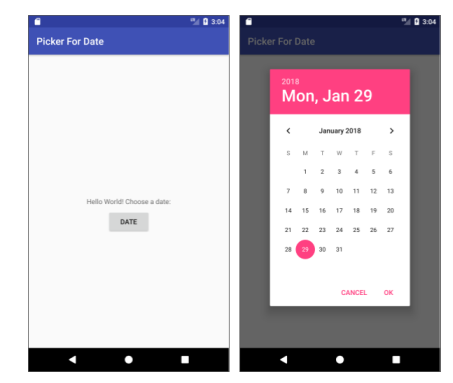 3:04
Picker For Date
Hello World! Choose a date:
DATE
3:04
Picker For Date
2018
Mon, Jan 29
January 2018
S M T W T F S
1 2 3 4 5 6
7 8 9 10 11 12 13
14 15 16 17 18 19 20
21 22 23 24 25 26 27
28 29 30 31
CANCEL OK